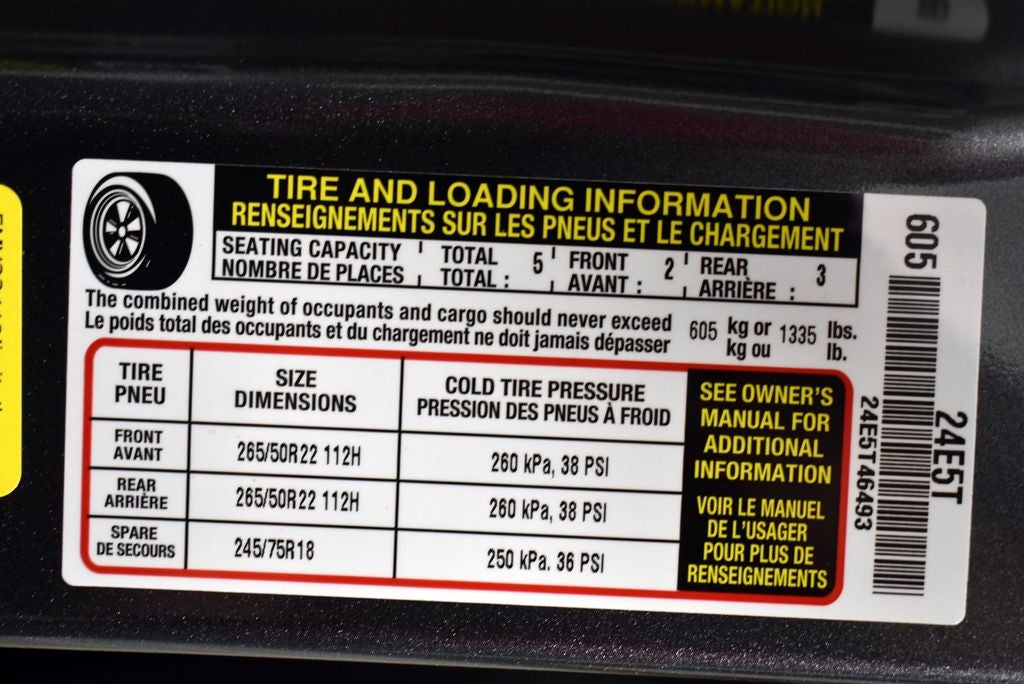 TIRE AND LOADING INFORMATION
RENSEIGNEMENTS SUR LES PNEUS ET LE CHARGEMENT
SEATING CAPACITY TOTAL 5 FRONT 2 REAR 3
NOMBRE DE PLACES TOTAL : AVANT : ARRIÈRE :
The combined weight of occupants and cargo should never exceed 605 kg or 1335 lbs.
Le poids total des occupants et du chargement ne doit jamais dépasser kg ou lb.
TIRE SIZE COLD TIRE PRESSURE
PNEU DIMENSIONS PRESSION DES PNEUS À FROID
FRONT
AVANT 265/50R22 112H 260 kPa, 38 PSI
REAR
ARRIÈRE 265/50R22 112H 260 kPa, 38 PSI
SPARE
DE SECOURS 245/75R18 250 kPa. 36 PSI
SEE OWNER'S
MANUAL FOR
ADDITIONAL
INFORMATION
VOIR LE MANUEL
DE L'USAGER
POUR PLUS DE
RENSEIGNEMENTS
605
24E5T
24E5T46493